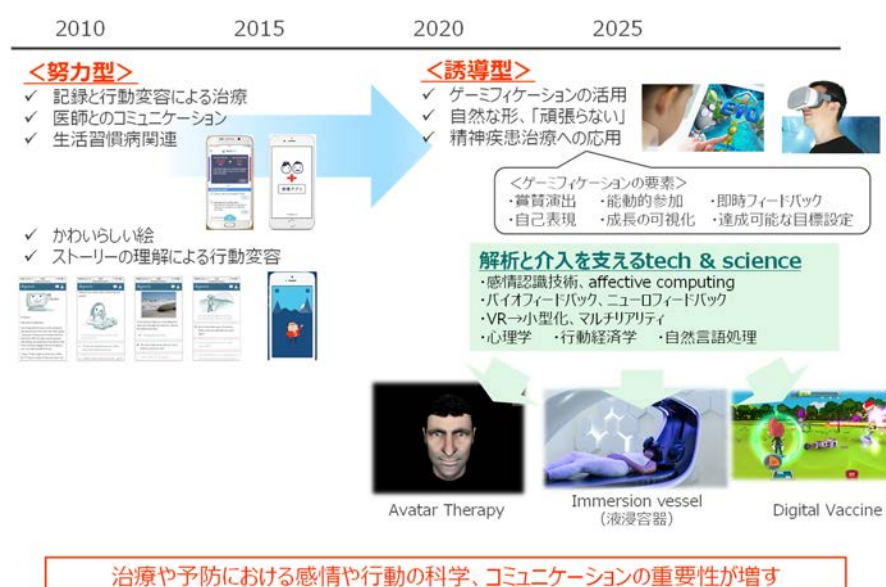 2010 2015 2020 2025
＜努力型＞
✓ 記録と行動変容による治療
✓ 医師とのコミュニケーション
✓ 生活習慣病関連
✓ かわいらしい絵
✓ ストーリーの理解による行動変容
＜誘導型＞
✓ ゲーミフィケーションの活用
✓ 自然な形、「頑張らない」
✓ 精神疾患治療への応用
＜ゲーミフィケーションの要素＞
・賞賛演出 ・能動的参加 ・即時フィードバック
・自己表現 ・成長の可視化 ・達成可能な目標設定
解析と介入を支えるtech & science
・感情認識技術、affective computing
・バイオフィードバック、ニューロフィードバック
・VR→小型化、マルチリアリティ
・心理学 ・行動経済学 ・自然言語処理
Avatar Therapy
Immersion vessel
(液浸容器)
Digital Vaccine
治療や予防における感情や行動の科学、コミュニケーションの重要性が増す